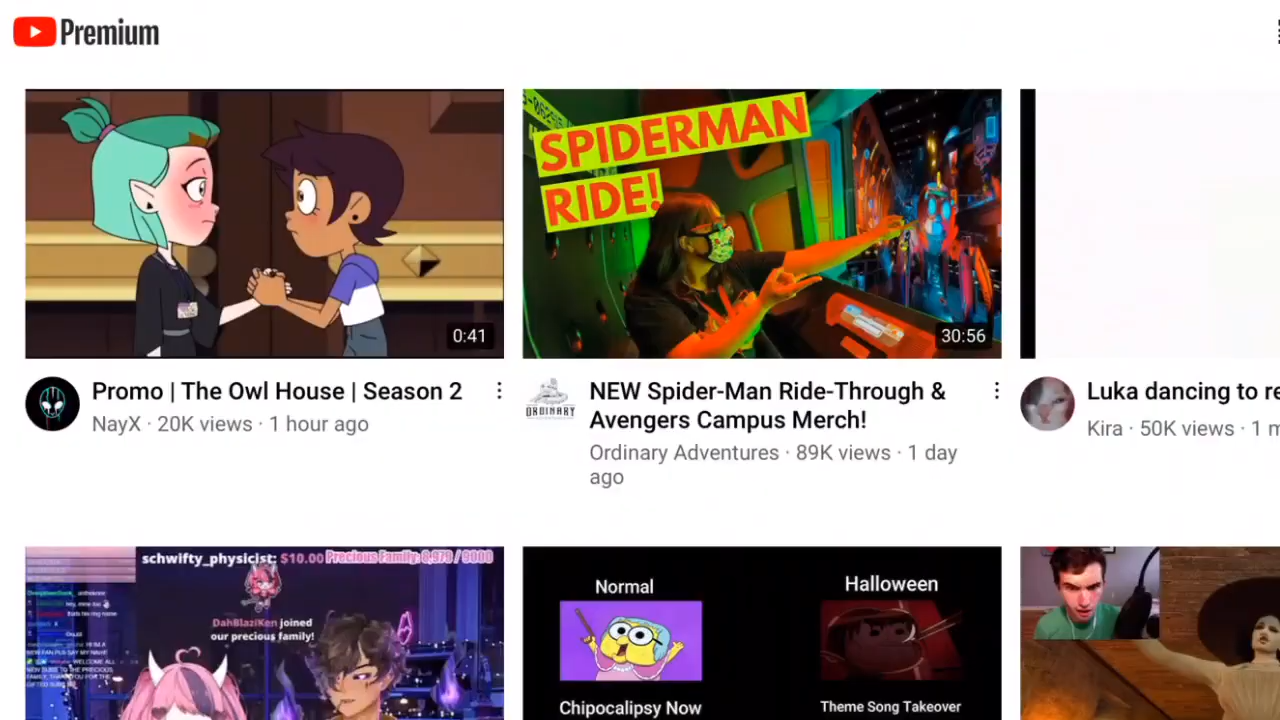 Premium
SPIDERMAN
RIDE!
0:41
30:56
Promo | The Owl House | Season 2
NayX · 20K views · 1 hour ago
ORDINARY
NEW Spider-Man Ride-Through &
Avengers Campus Merch!
Ordinary Adventures · 89K views · 1 day
ago
Luka dancing to re
Kira · 50K views · 1 m
schwifty_physicist: $10.00
Precious Family: 8,979 / 9000
DahBlaziKen joined
our precious family!
Normal
Halloween
Chipocalipsy Now
Theme Song Takeover